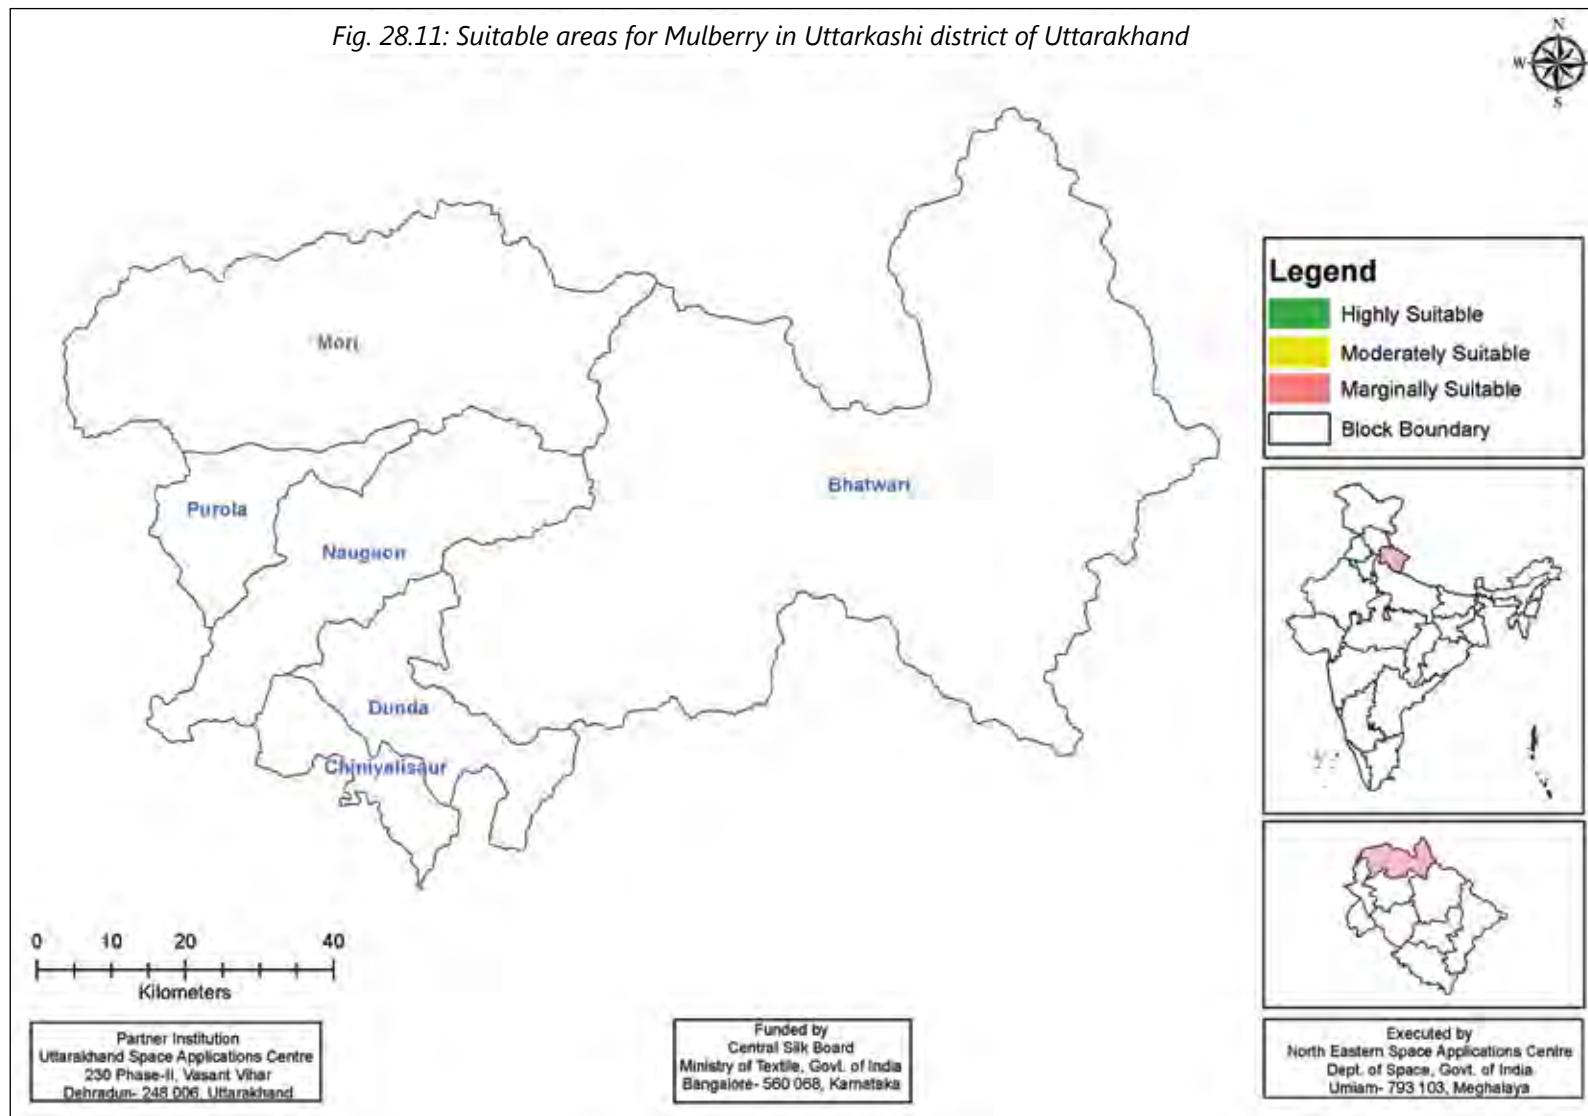 Fig. 28.11: Suitable areas for Mulberry in Uttarkashi district of Uttarakhand
N
W
S
Mori
Purola
Naugaon
Bhatwari
Dunda
Chiniyalisaur
Legend
Highly Suitable
Moderately Suitable
Marginally Suitable
Block Boundary
0 10 20 40
Kilometers
Partner Institution
Uttarakhand Space Applications Centre
230 Phase-II, Vasant Vihar
Dehradun- 248 006, Uttarakhand
Funded by
Central Silk Board
Ministry of Textile, Govt. of India
Bangalore- 560 068, Karnataka
Executed by
North Eastern Space Applications Centre
Dept. of Space, Govt. of India
Umiam- 793 103, Meghalaya